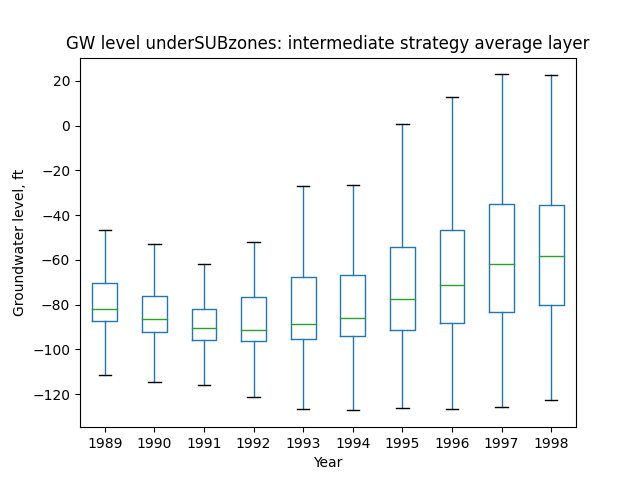 GW level underSUBzones: intermediate strategy average layer
20
0
−20
−40
−60
−80
−100
−120
Groundwater level, ft
1989 1990 1991 1992 1993 1994 1995 1996 1997 1998
Year